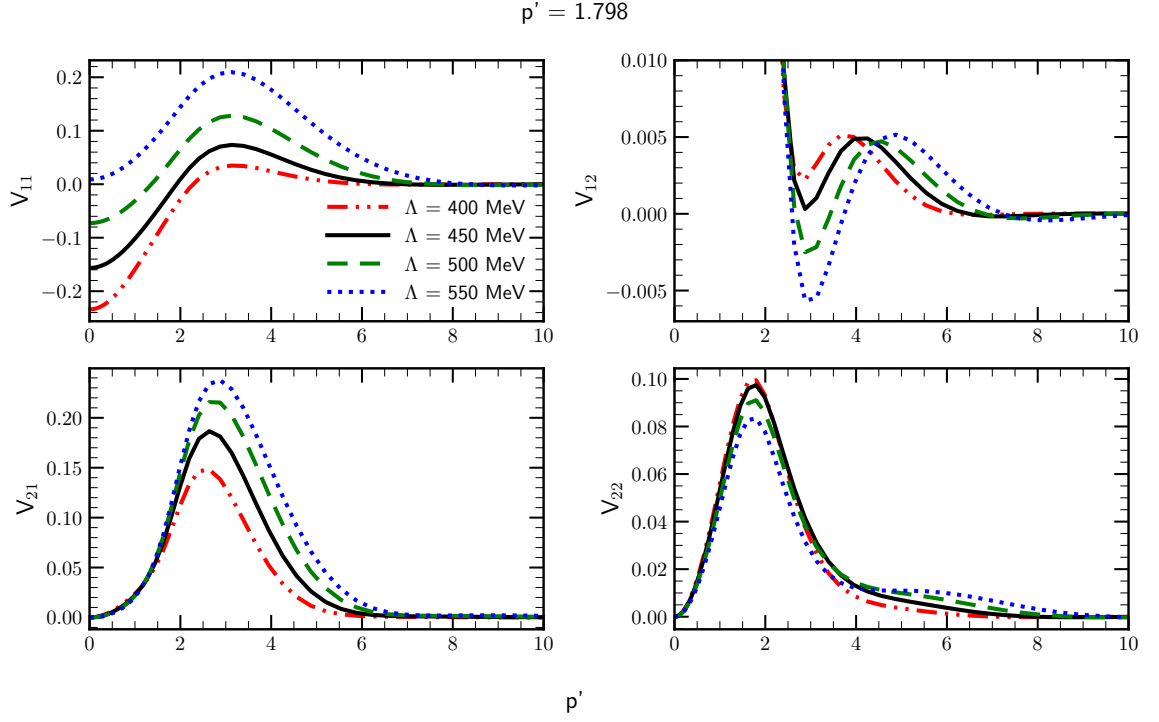 p' = 1.798
V11
0.2
0.1
0.0
−0.1
−0.2
0 2 4 6 8 10
Λ = 400 MeV
Λ = 450 MeV
Λ = 500 MeV
Λ = 550 MeV
V12
0.010
0.005
0.000
−0.005
0 2 4 6 8 10
V21
0.20
0.15
0.10
0.05
0.00
0 2 4 6 8 10
V22
0.10
0.08
0.06
0.04
0.02
0.00
0 2 4 6 8 10
p'